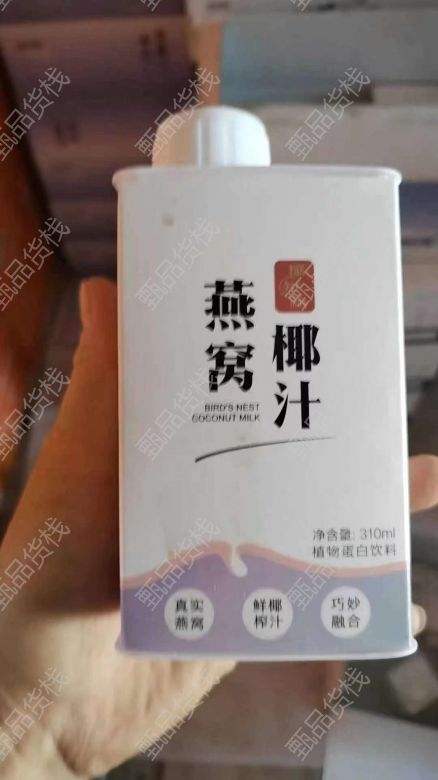 燕窝
椰汁
BIRD'S NEST
COCONUT MILK
净含量: 310ml
植物蛋白饮料
真实
燕窝
鲜椰
榨汁
巧妙
融合
甄品货栈